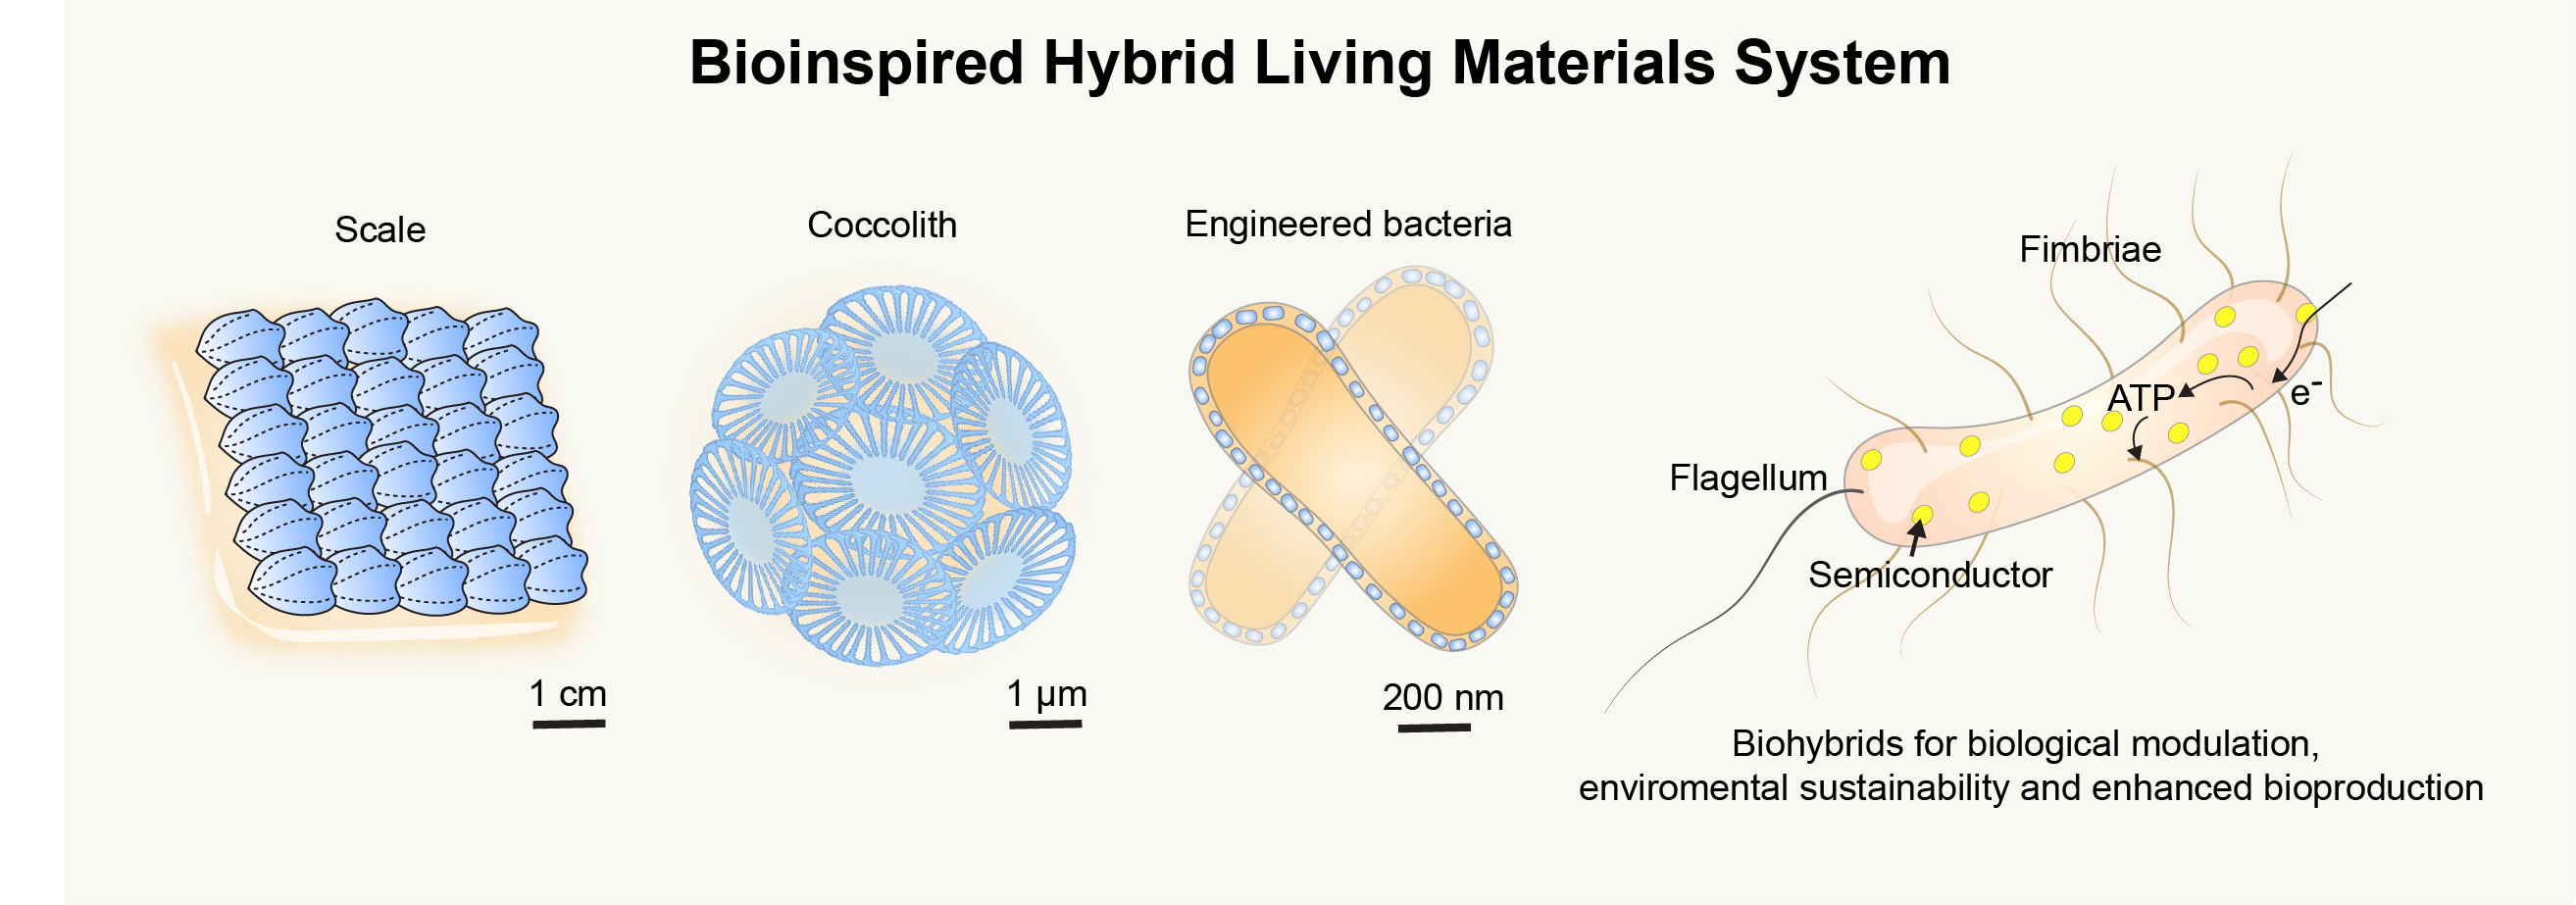 Bioinspired Hybrid Living Materials System
Scale
Coccolith
Engineered bacteria
Fimbriae
ATP
e-
Flagellum
Semiconductor
1 cm
1 μm
200 nm
Biohybrids for biological modulation,
enviromental sustainability and enhanced bioproduction